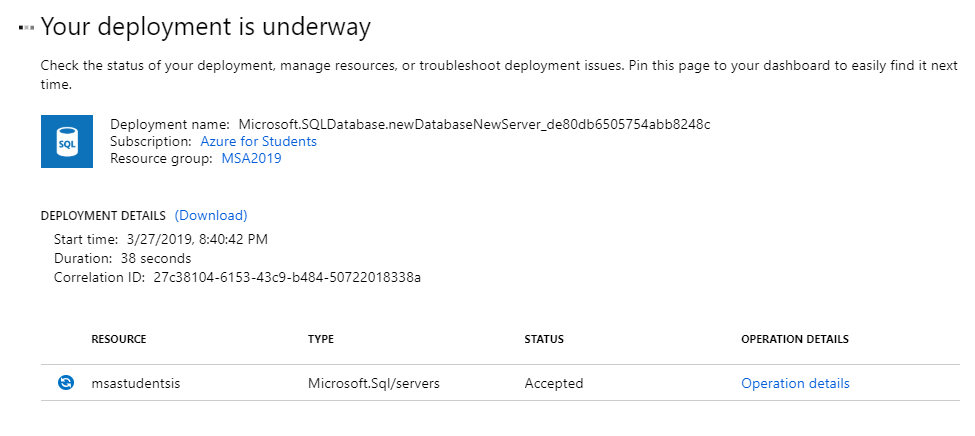 Your deployment is underway
Check the status of your deployment, manage resources, or troubleshoot deployment issues. Pin this page to your dashboard to easily find it next
time.
SQL
Deployment name: Microsoft.SQLDatabase.newDatabaseNewServer_de80db6505754abb8248c
Subscription: Azure for Students
Resource group: MSA2019
DEPLOYMENT DETAILS (Download)
Start time: 3/27/2019, 8:40:42 PM
Duration: 38 seconds
Correlation ID: 27c38104-6153-43c9-b484-50722018338a
RESOURCE TYPE STATUS OPERATION DETAILS
msastudentsis Microsoft.Sql/servers Accepted Operation details